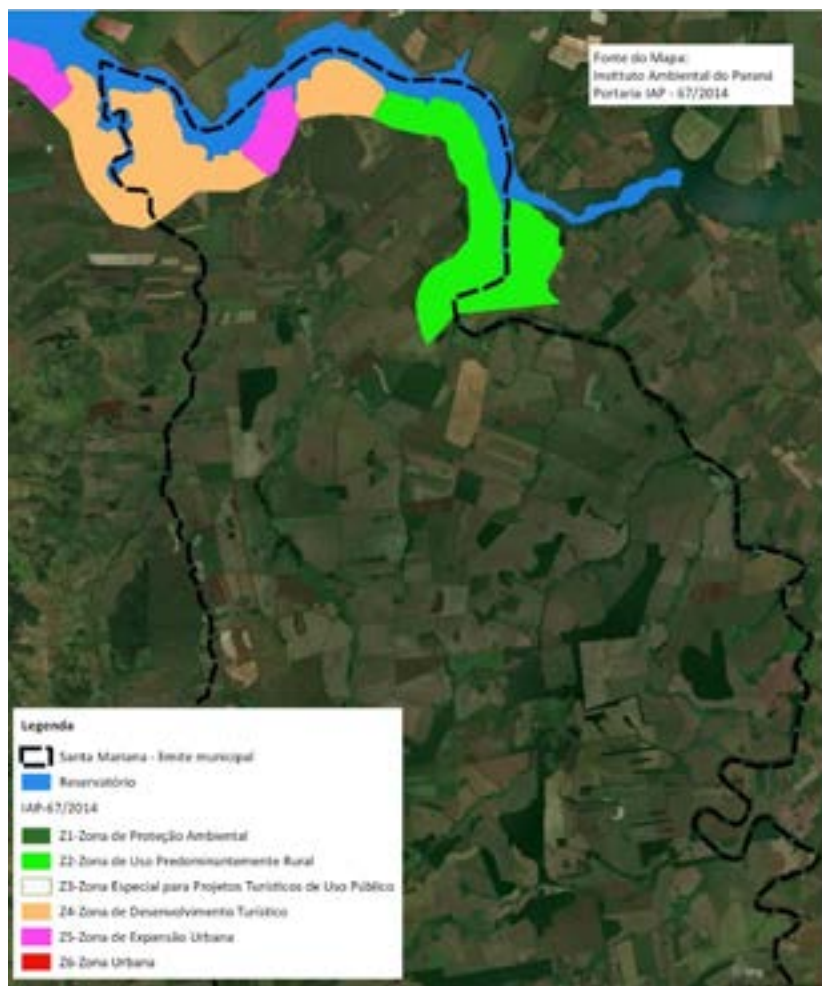 Fonte do Mapa:
Instituto Ambiental do Paraná
Portaria IAP - 67/2014
Legenda
Santa Mariana - limite municipal
Reservatório
IAP-67/2014
Z1-Zona de Proteção Ambiental
Z2-Zona de Uso Predominantemente Rural
Z3-Zona Especial para Projetos Turísticos de Uso Público
Z4-Zona de Desenvolvimento Turístico
Z5-Zona de Expansão Urbana
Z6-Zona Urbana